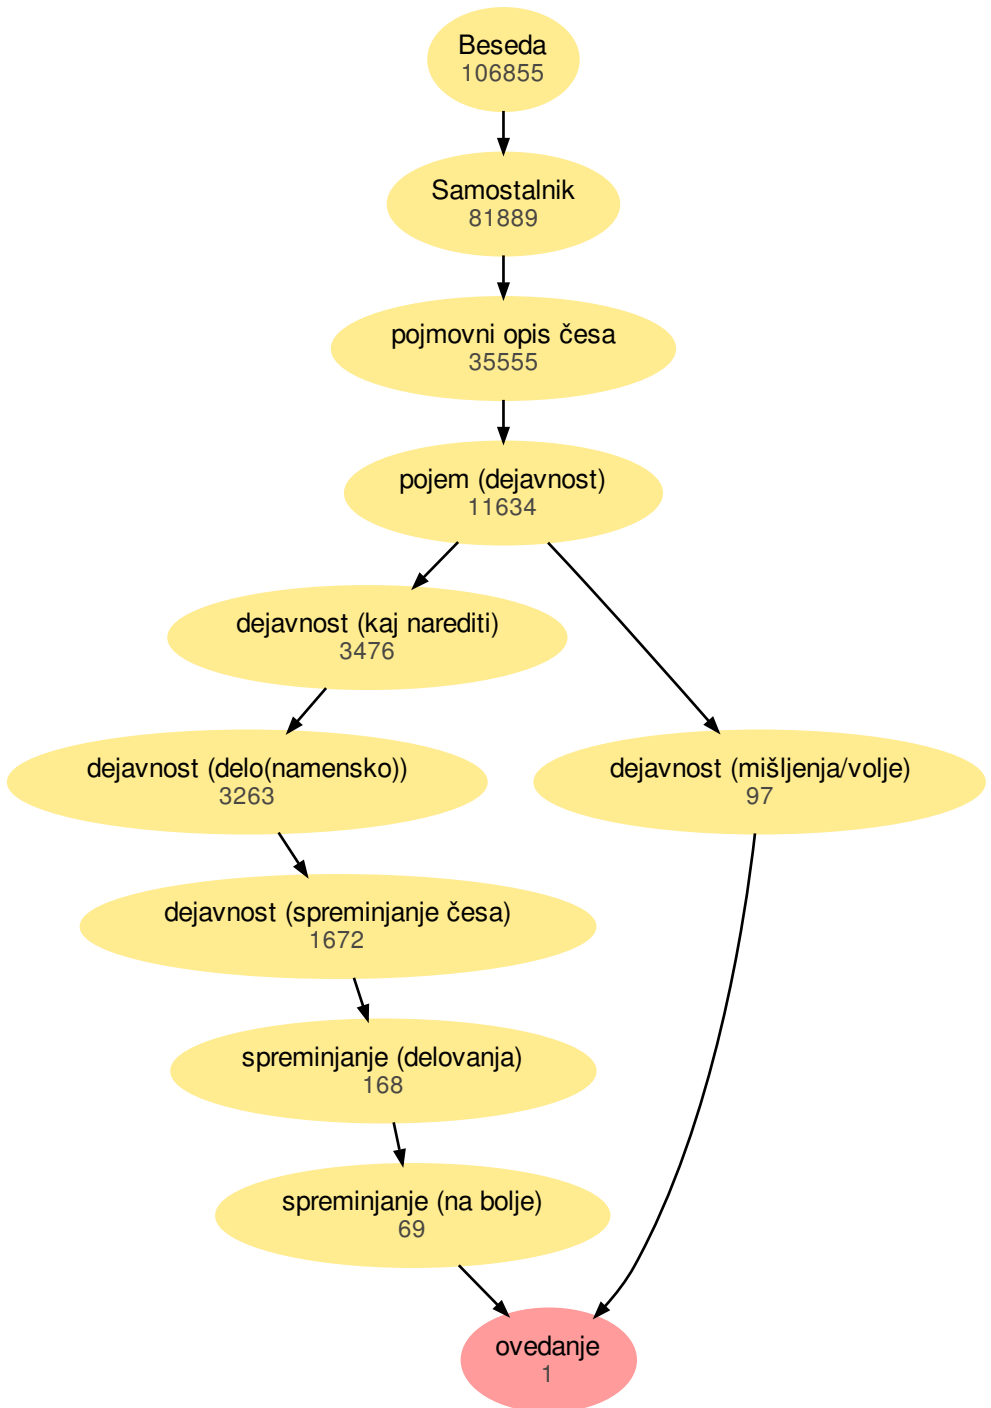 Beseda
106855
Samostalnik
81889
pojmovni opis česa
35555
pojem (dejavnost)
11634
dejavnost (kaj narediti)
3476
dejavnost (delo(namensko))
3263
dejavnost (mišljenja/volje)
97
dejavnost (spreminjanje česa)
1672
spreminjanje (delovanja)
168
spreminjanje (na bolje)
69
ovedanje
1